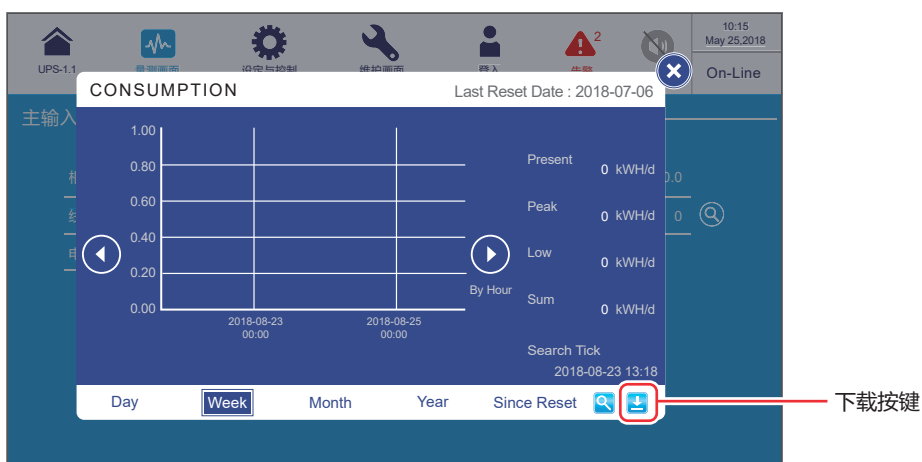 10:15
May 25,2018
2
UPS-1.1
量测画面
设定与控制
维护画面
登入
告警
On-Line
CONSUMPTION
Last Reset Date : 2018-07-06
主输入
1.00
0.80
0.60
0.40
0.20
0.00
2018-08-23
00:00
2018-08-25
00:00
By Hour
Present
0 kWH/d
Peak
0 kWH/d
Low
0 kWH/d
Sum
0 kWH/d
Search Tick
2018-08-23 13:18
0
Day
Week
Month
Year
Since Reset
下载按键